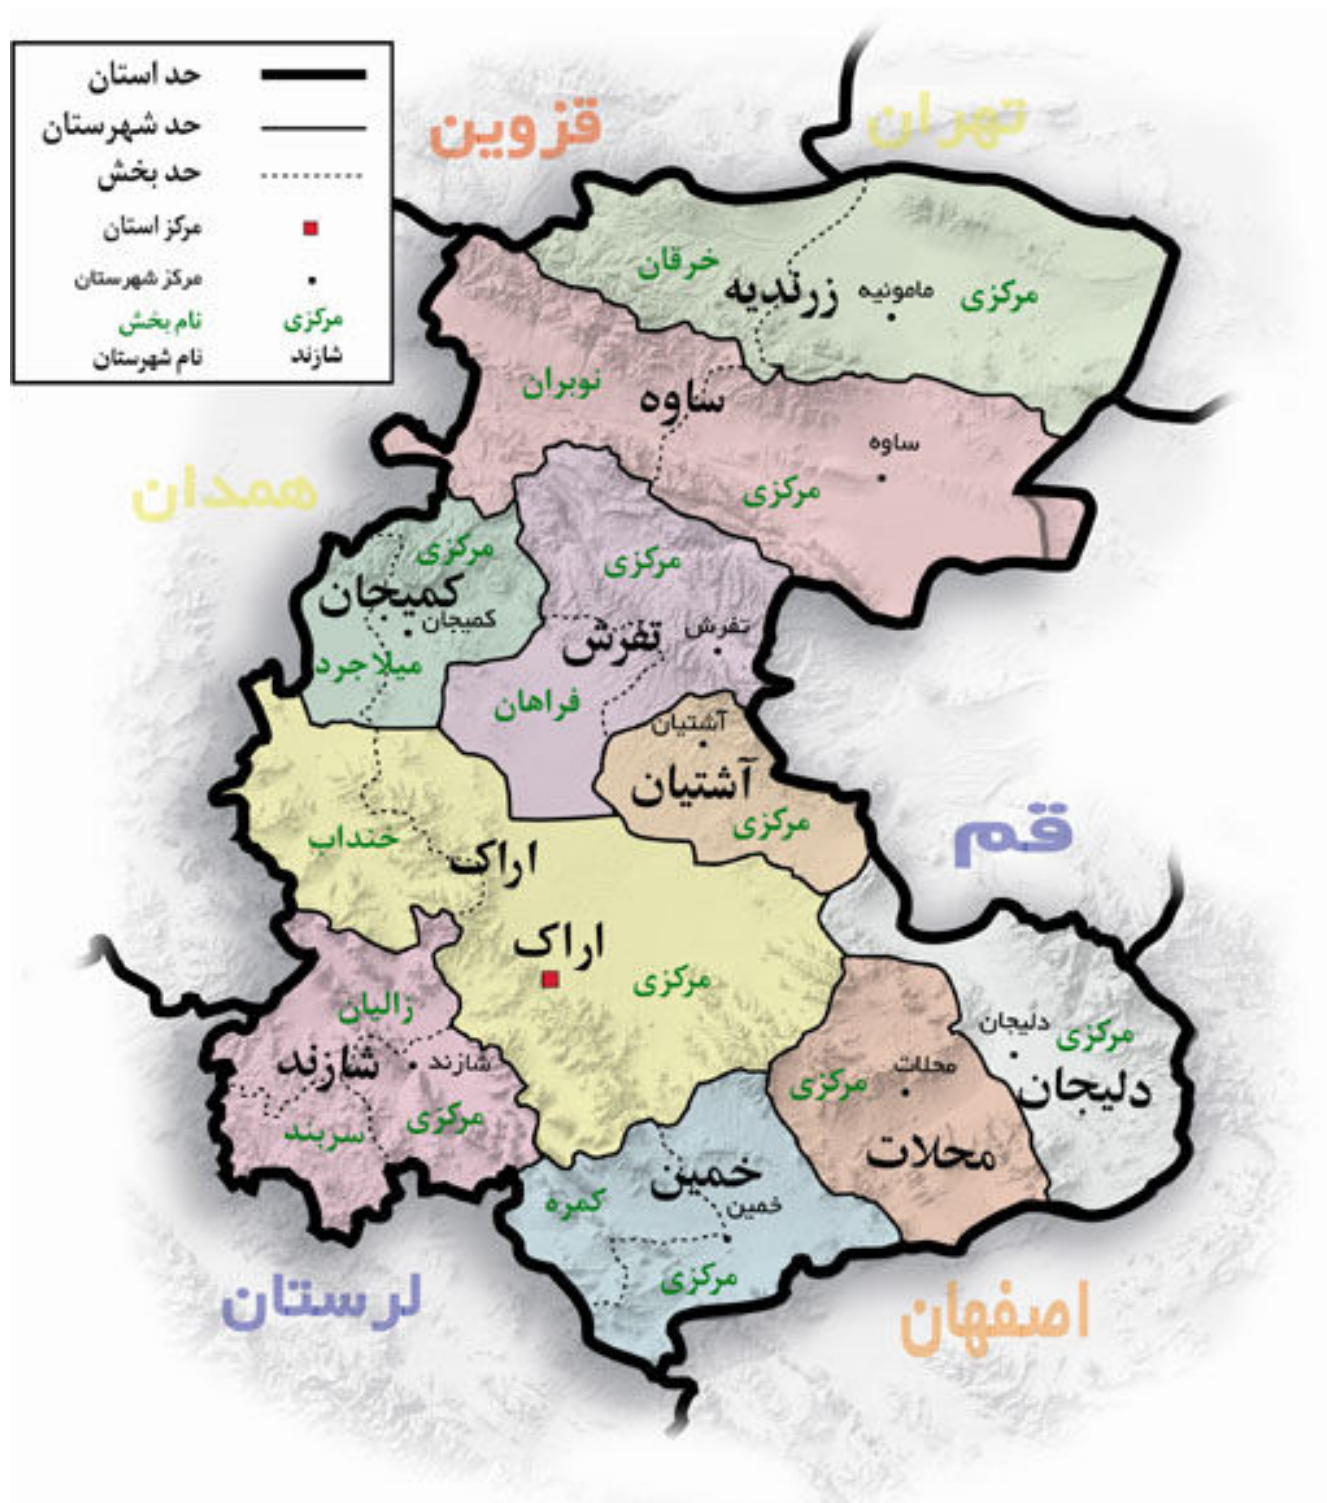 حد استان
حد شهرستان
حد بخش
مرکز استان
مرکز شهرستان
مرکزی نام بخش
شازند نام شهرستان
تهران
قزوین
خرقان
زرندیه
مامونیه
مرکزی
نوبران
ساوه
ساوه
مرکزی
همدان
مرکزی
کمیجان
کمیجان
میلاجرد
مرکزی
تفرش
تفرش
فراهان
آشتیان
آشتیان
مرکزی
قم
خنداب
اراک
اراک
مرکزی
زالیان
شازند
شازند
مرکزی
سربند
دلیجان
مرکزی
دلیجان
محلات
مرکزی
محلات
خمین
خمین
کمره
مرکزی
لرستان
اصفهان